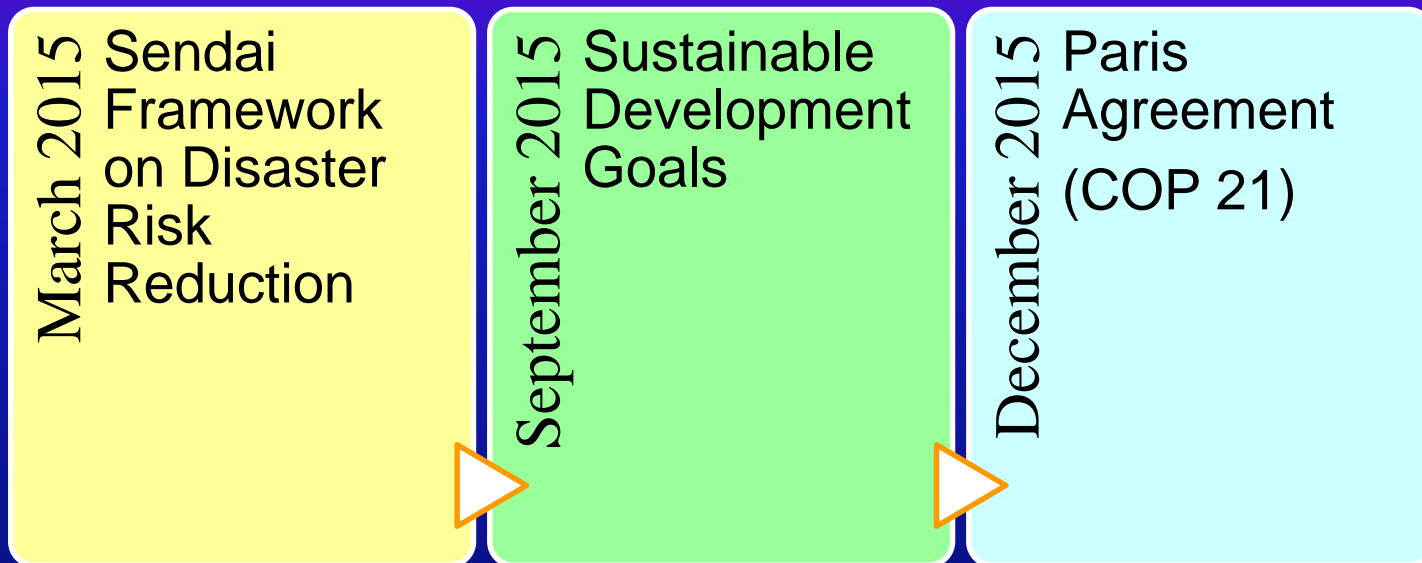 March 2015
Sendai
Framework
on Disaster
Risk
Reduction
September 2015
Sustainable
Development
Goals
December 2015
Paris
Agreement
(COP 21)